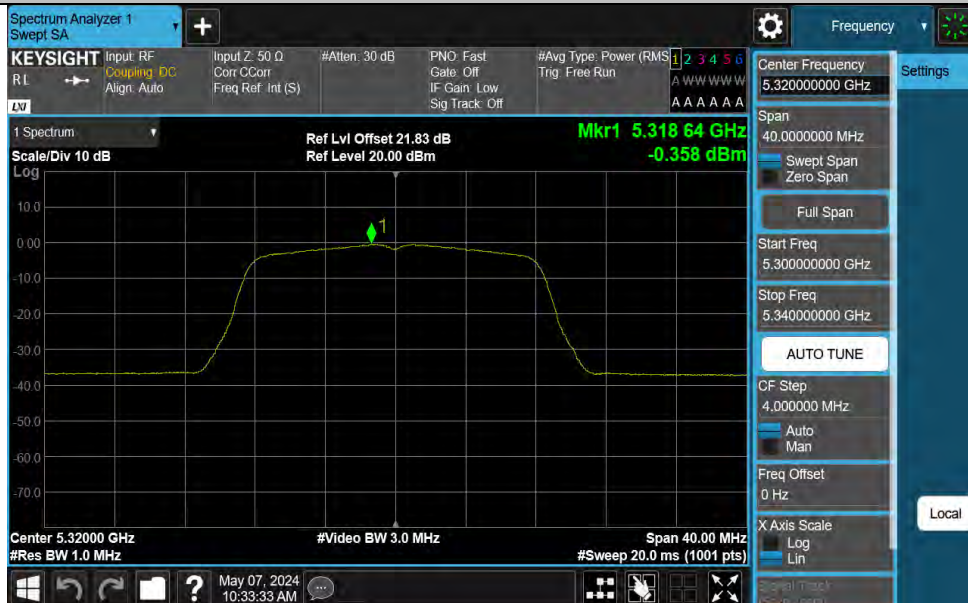 Spectrum Analyzer 1
Swept SA
+
Frequency
KEYSIGHT
RL
LXI
Input: RF
Coupling: DC
Align: Auto
Input Z: 50 Ω
Corr CCorr
Freq Ref: Int (S)
#Atten: 30 dB
PNO: Fast
Gate: Off
IF Gain: Low
Sig Track: Off
#Avg Type: Power (RMS
Trig: Free Run
1 2 3 4 5 6
A W W W W W
A A A A A A
1 Spectrum
Scale/Div 10 dB
Log
Ref Lvl Offset 21.83 dB
Ref Level 20.00 dBm
Mkr1 5.318 64 GHz
-0.358 dBm
1
10.0
0.00
-10.0
-20.0
-30.0
-40.0
-50.0
-60.0
-70.0
Center 5.32000 GHz
#Res BW 1.0 MHz
#Video BW 3.0 MHz
Span 40.00 MHz
#Sweep 20.0 ms (1001 pts)
?
May 07, 2024
10:33:33 AM
Center Frequency
5.320000000 GHz
Span
40.0000000 MHz
Swept Span
Zero Span
Full Span
Start Freq
5.300000000 GHz
Stop Freq
5.340000000 GHz
AUTO TUNE
CF Step
4.000000 MHz
Auto
Man
Freq Offset
0 Hz
X Axis Scale
Log
Lin
Signal Track
Settings
Local